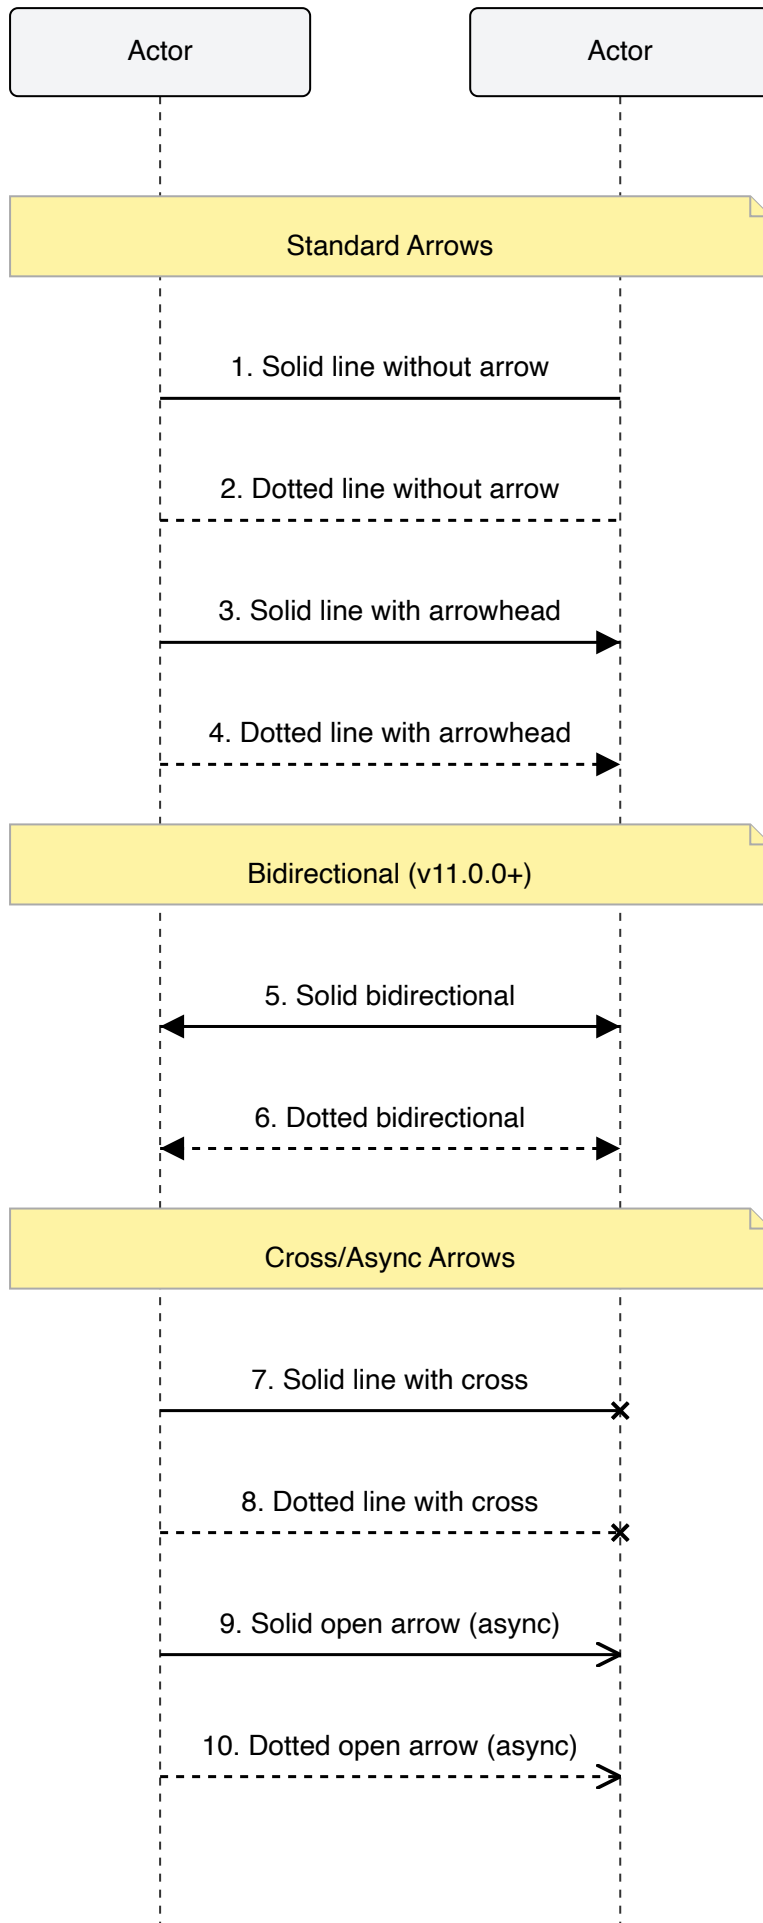 Actor
Actor
Standard Arrows
1. Solid line without arrow
2. Dotted line without arrow
3. Solid line with arrowhead
4. Dotted line with arrowhead
Bidirectional (v11.0.0+)
5. Solid bidirectional
6. Dotted bidirectional
Cross/Async Arrows
7. Solid line with cross
8. Dotted line with cross
9. Solid open arrow (async)
10. Dotted open arrow (async)